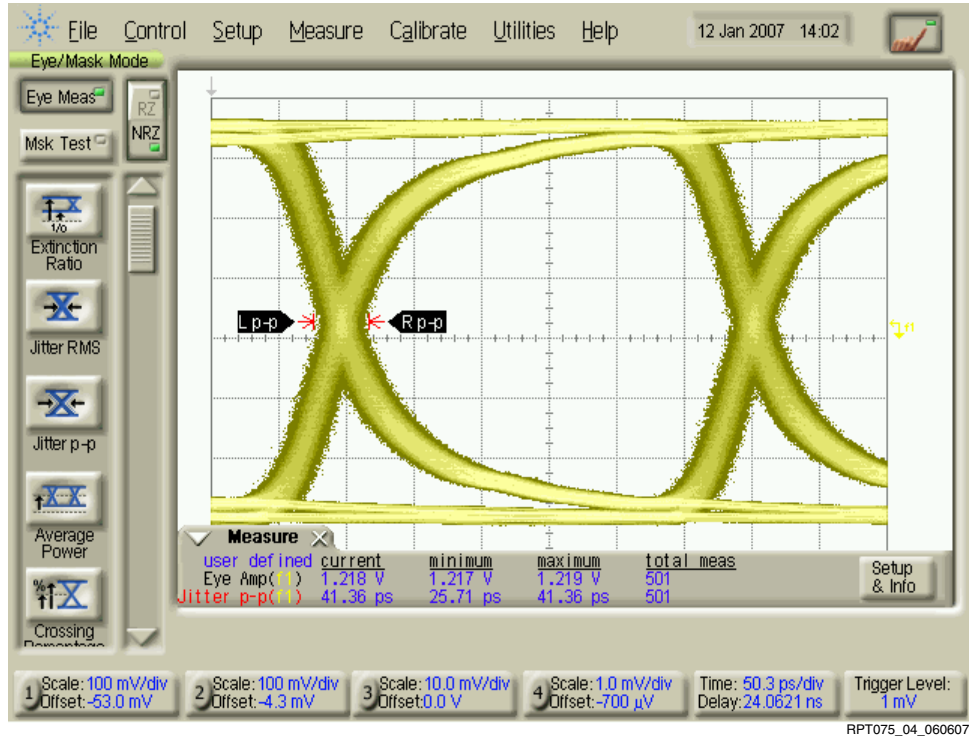 File Control Setup Measure Calibrate Utilities Help 12 Jan 2007 14:02
Eye/Mask Mode
Eye Meas
RZ
NRZ
Msk Test
1/0
Extinction
Ratio
Jitter RMS
Jitter p-p
Average
Power
%
Crossing
L p-p
R p-p
f1
Measure
user defined current minimum maximum total meas
Eye Amp(f1) 1.218 V 1.217 V 1.219 V 501
Jitter p-p(f1) 41.36 ps 25.71 ps 41.36 ps 501
Setup
& Info
1 Scale: 100 mV/div
Offset:-53.0 mV
2 Scale: 100 mV/div
Offset:-4.3 mV
3 Scale: 10.0 mV/div
Offset:0.0 V
4 Scale: 1.0 mV/div
Offset:-700 µV
Time: 50.3 ps/div
Delay:24.0621 ns
Trigger Level:
1 mV
RPT075_04_060607